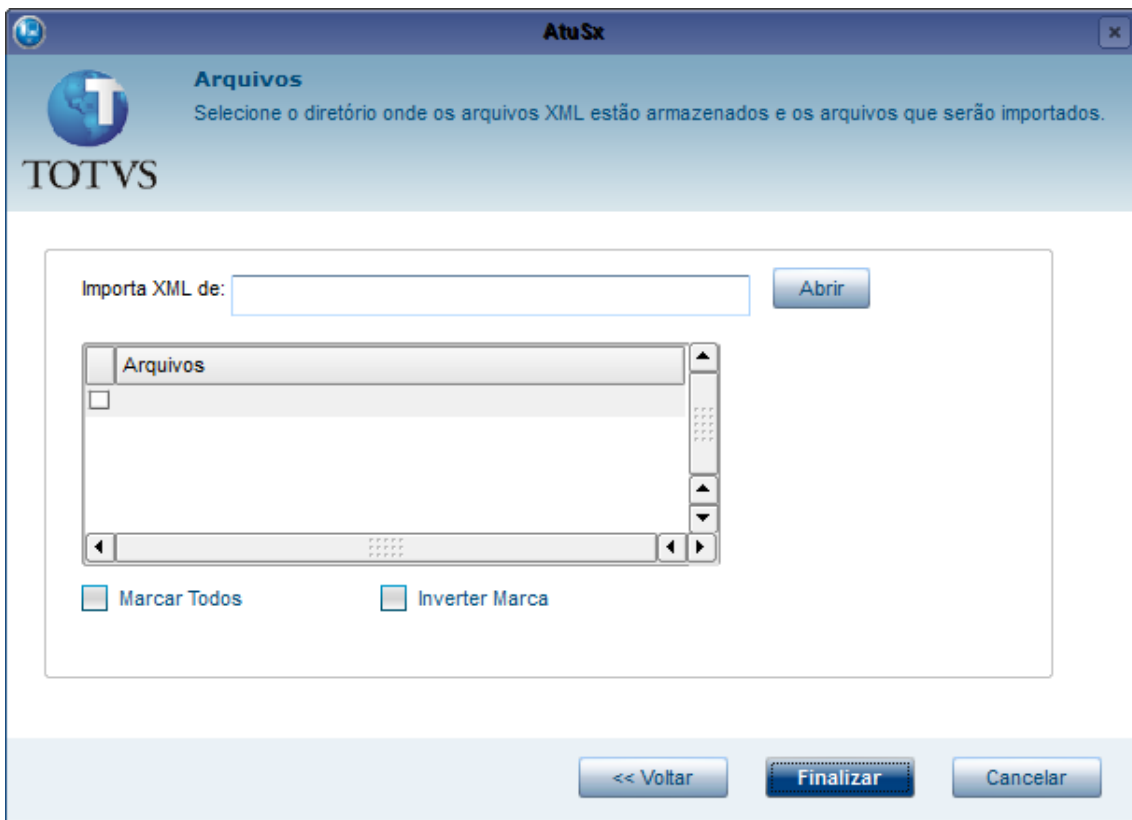 AtuSx
Arquivos
Selecione o diretório onde os arquivos XML estão armazenados e os arquivos que serão importados.
T
TOTVS
Importa XML de:
Abrir
Arquivos
Marcar Todos
Inverter Marca
<< Voltar
Finalizar
Cancelar